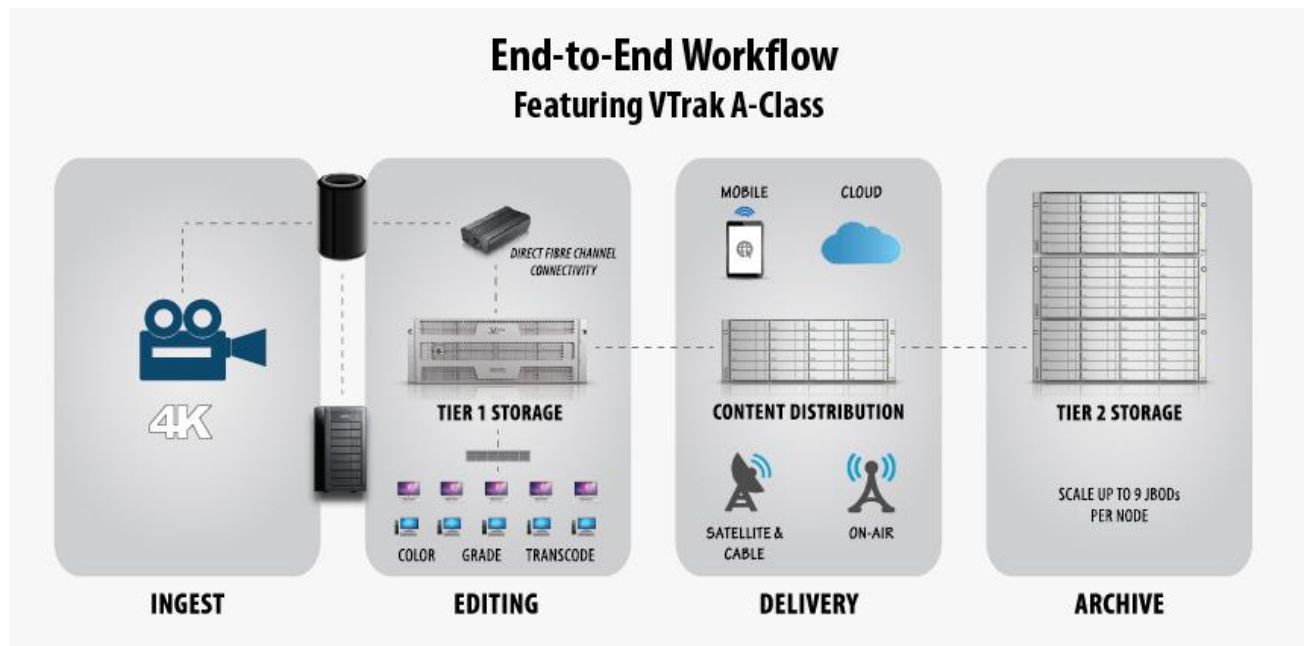 End-to-End Workflow
Featuring VTrak A-Class
4K
INGEST
DIRECT FIBRE CHANNEL
CONNECTIVITY
TIER 1 STORAGE
COLOR GRADE TRANSCODE
EDITING
MOBILE
CLOUD
CONTENT DISTRIBUTION
SATELLITE &
CABLE
ON-AIR
DELIVERY
TIER 2 STORAGE
SCALE UP TO 9 JBODs
PER NODE
ARCHIVE